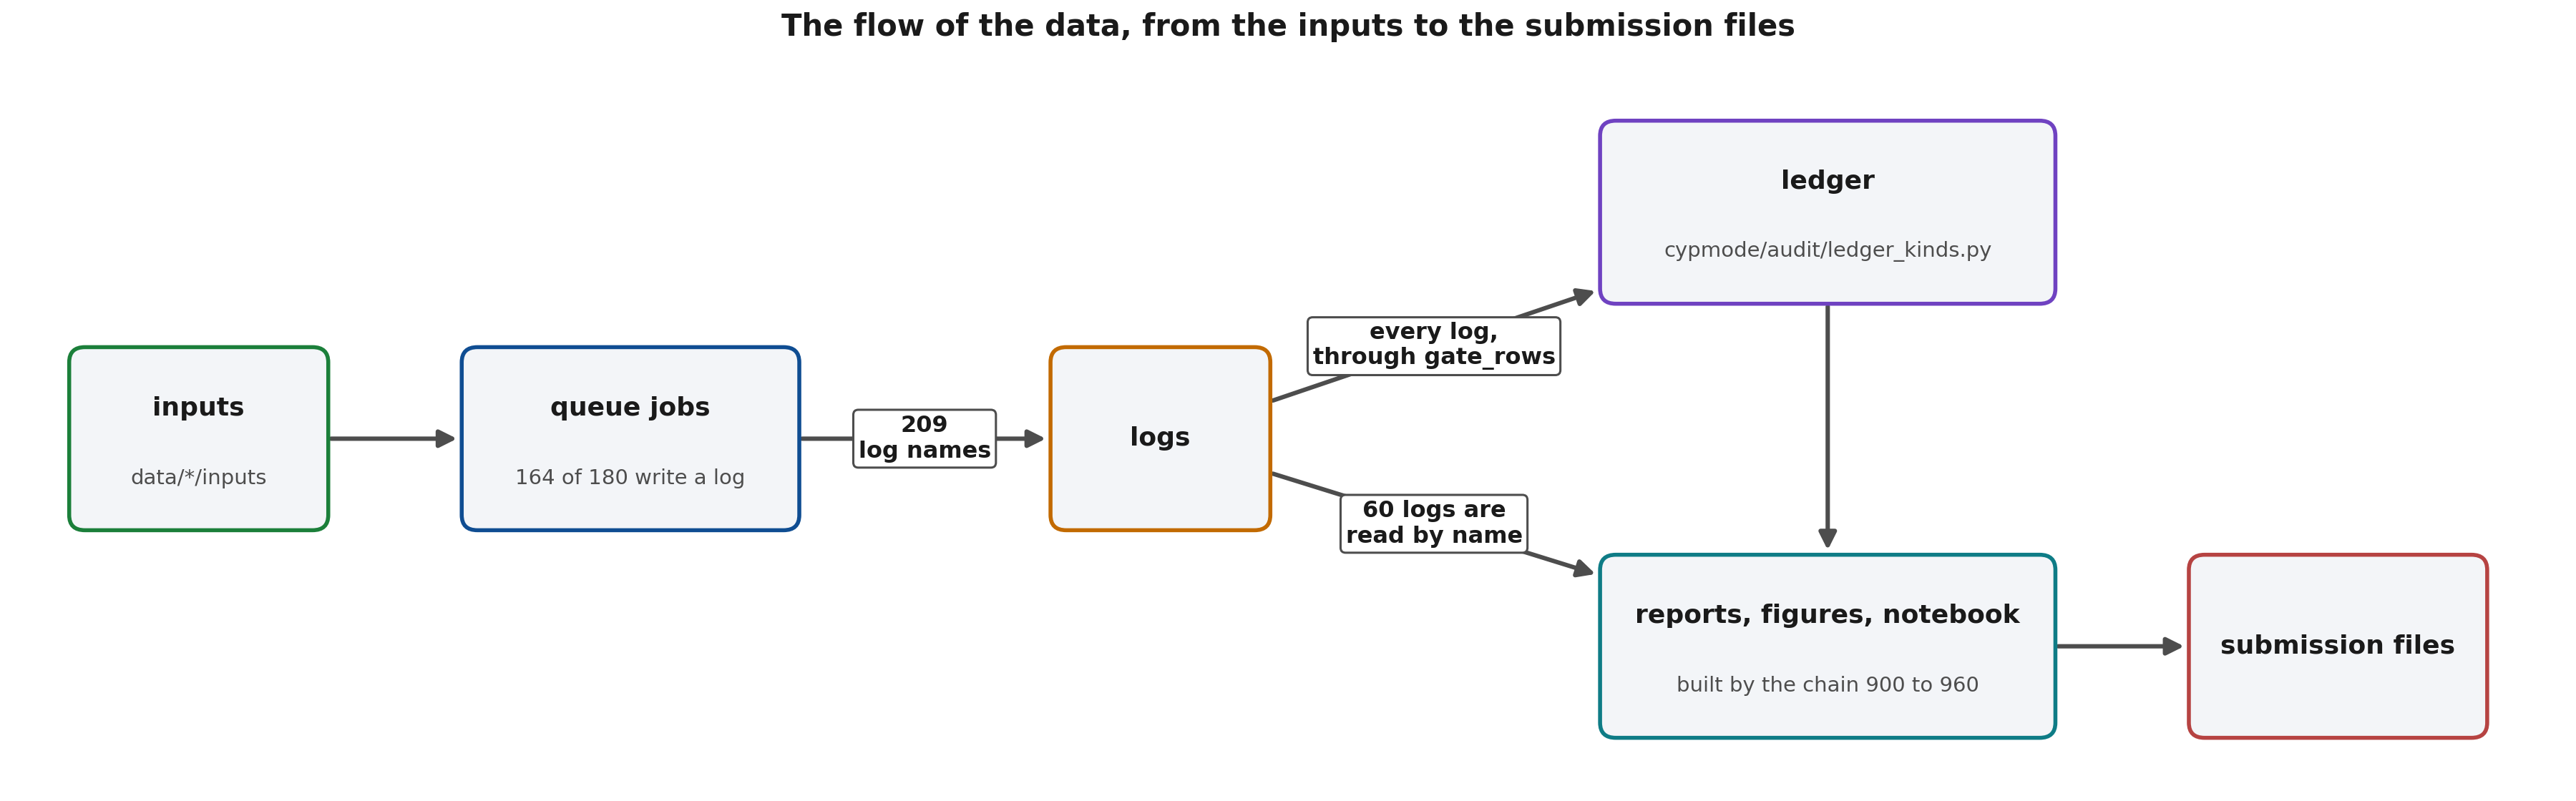 The flow of the data, from the inputs to the submission files
inputs
data/*/inputs
queue jobs
164 of 180 write a log
209
log names
logs
every log,
through gate_rows
60 logs are
read by name
ledger
cypmode/audit/ledger_kinds.py
reports, figures, notebook
built by the chain 900 to 960
submission files